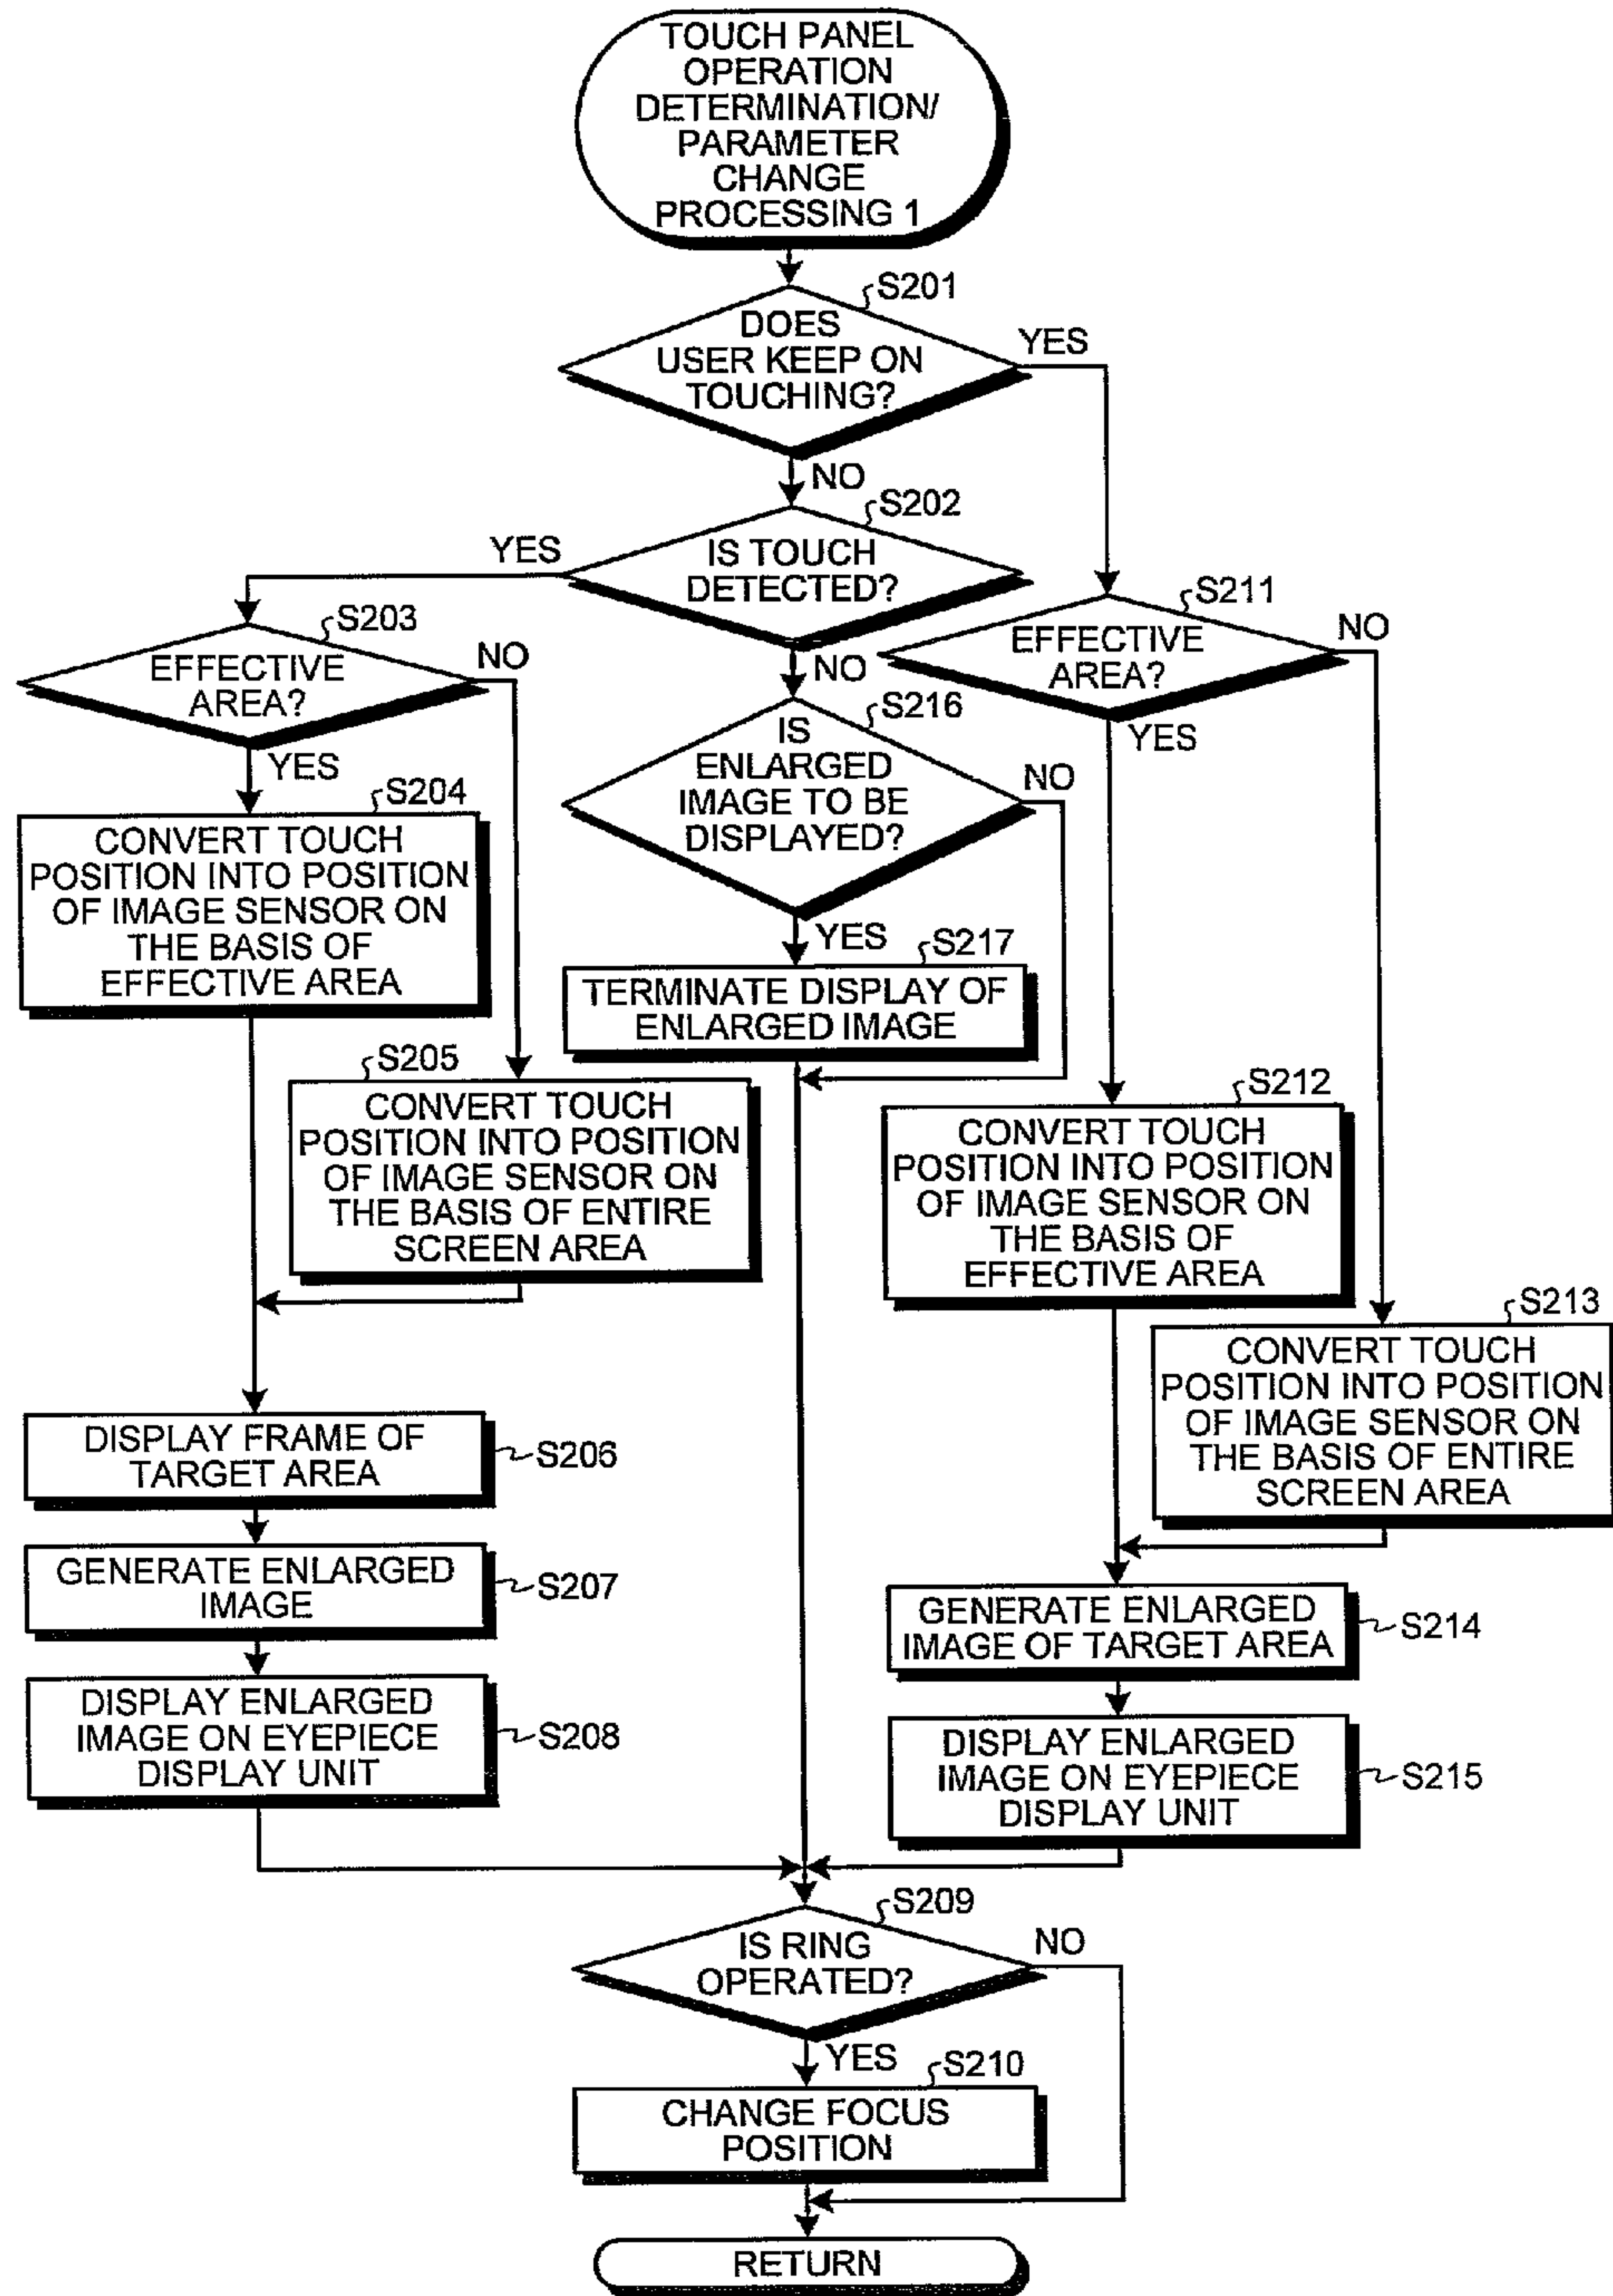 TOUCH PANEL
OPERATION
DETERMINATION/
PARAMETER
CHANGE
PROCESSING 1
S201
DOES
USER KEEP ON
TOUCHING?
YES
NO
S202
IS TOUCH
DETECTED?
YES
NO
S203
EFFECTIVE
AREA?
NO
YES
S204
CONVERT TOUCH
POSITION INTO POSITION
OF IMAGE SENSOR ON
THE BASIS OF
EFFECTIVE AREA
S205
CONVERT TOUCH
POSITION INTO POSITION
OF IMAGE SENSOR ON
THE BASIS OF ENTIRE
SCREEN AREA
DISPLAY FRAME OF
TARGET AREA
S206
GENERATE ENLARGED
IMAGE
S207
DISPLAY ENLARGED
IMAGE ON EYEPIECE
DISPLAY UNIT
S208
S216
IS
ENLARGED
IMAGE TO BE
DISPLAYED?
NO
YES
S217
TERMINATE DISPLAY OF
ENLARGED IMAGE
S211
EFFECTIVE
AREA?
NO
YES
S212
CONVERT TOUCH
POSITION INTO POSITION
OF IMAGE SENSOR ON
THE BASIS OF
EFFECTIVE AREA
S213
CONVERT TOUCH
POSITION INTO POSITION
OF IMAGE SENSOR ON
THE BASIS OF ENTIRE
SCREEN AREA
GENERATE ENLARGED
IMAGE OF TARGET AREA
S214
DISPLAY ENLARGED
IMAGE ON EYEPIECE
DISPLAY UNIT
S215
S209
IS RING
OPERATED?
NO
YES
S210
CHANGE FOCUS
POSITION
RETURN